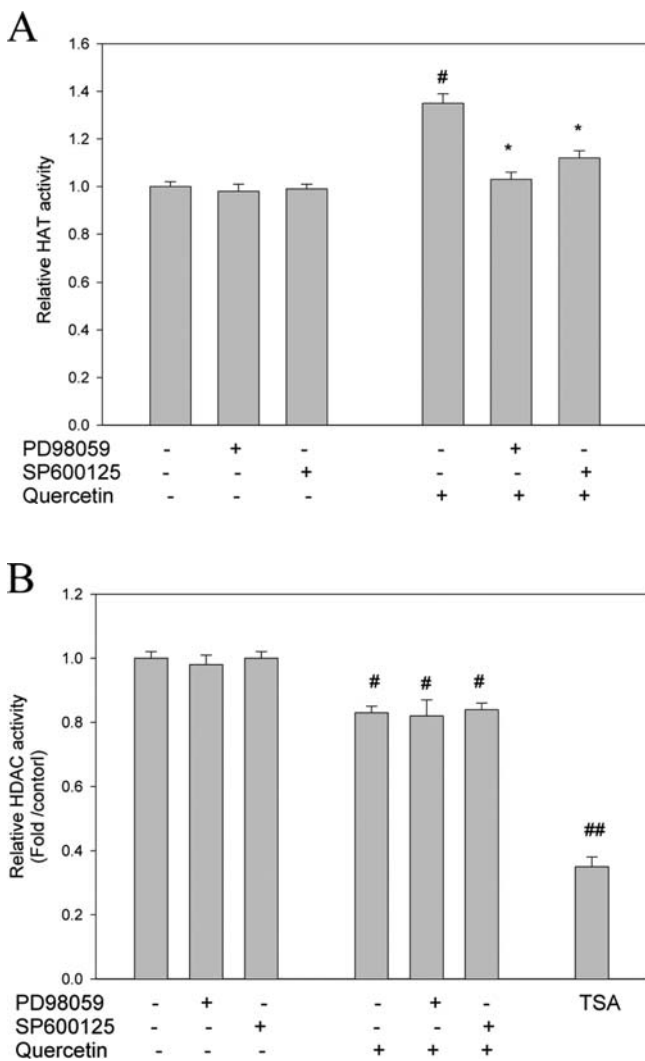 A
Relative HAT activity
1.6
1.4
1.2
1.0
0.8
0.6
0.4
0.2
0.0
#
*
*
PD98059 - + - - + -
SP600125 - - + - - +
Quercetin - - - + + +
B
Relative HDAC activity
(Fold /contorl)
1.2
1.0
0.8
0.6
0.4
0.2
0.0
#
#
#
##
PD98059 - + - - + - TSA
SP600125 - - + - - +
Quercetin - - - + + +